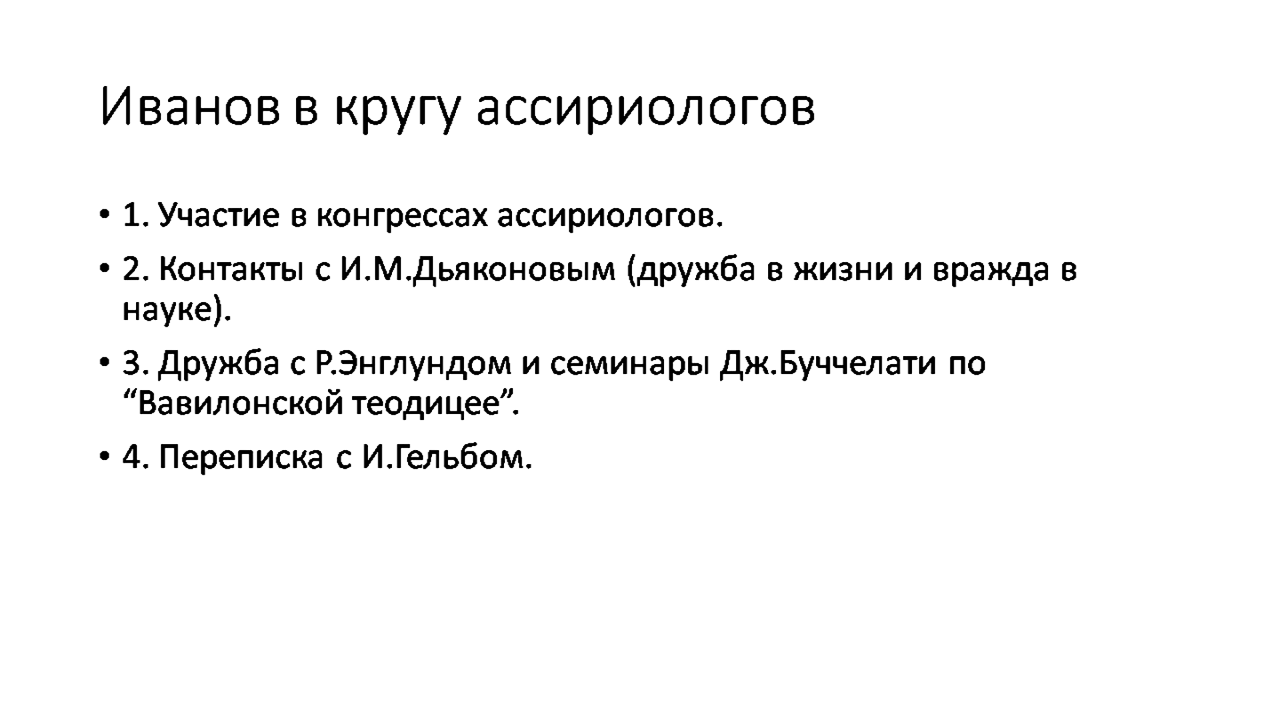 Иванов в кругу ассириологов
• 1. Участие в конгрессах ассириологов.
• 2. Контакты с И.М.Дьяконовым (дружба в жизни и вражда в
науке).
• 3. Дружба с Р.Энглундом и семинары Дж.Буччелати по
“Вавилонской теодицее”.
• 4. Переписка с И.Гельбом.